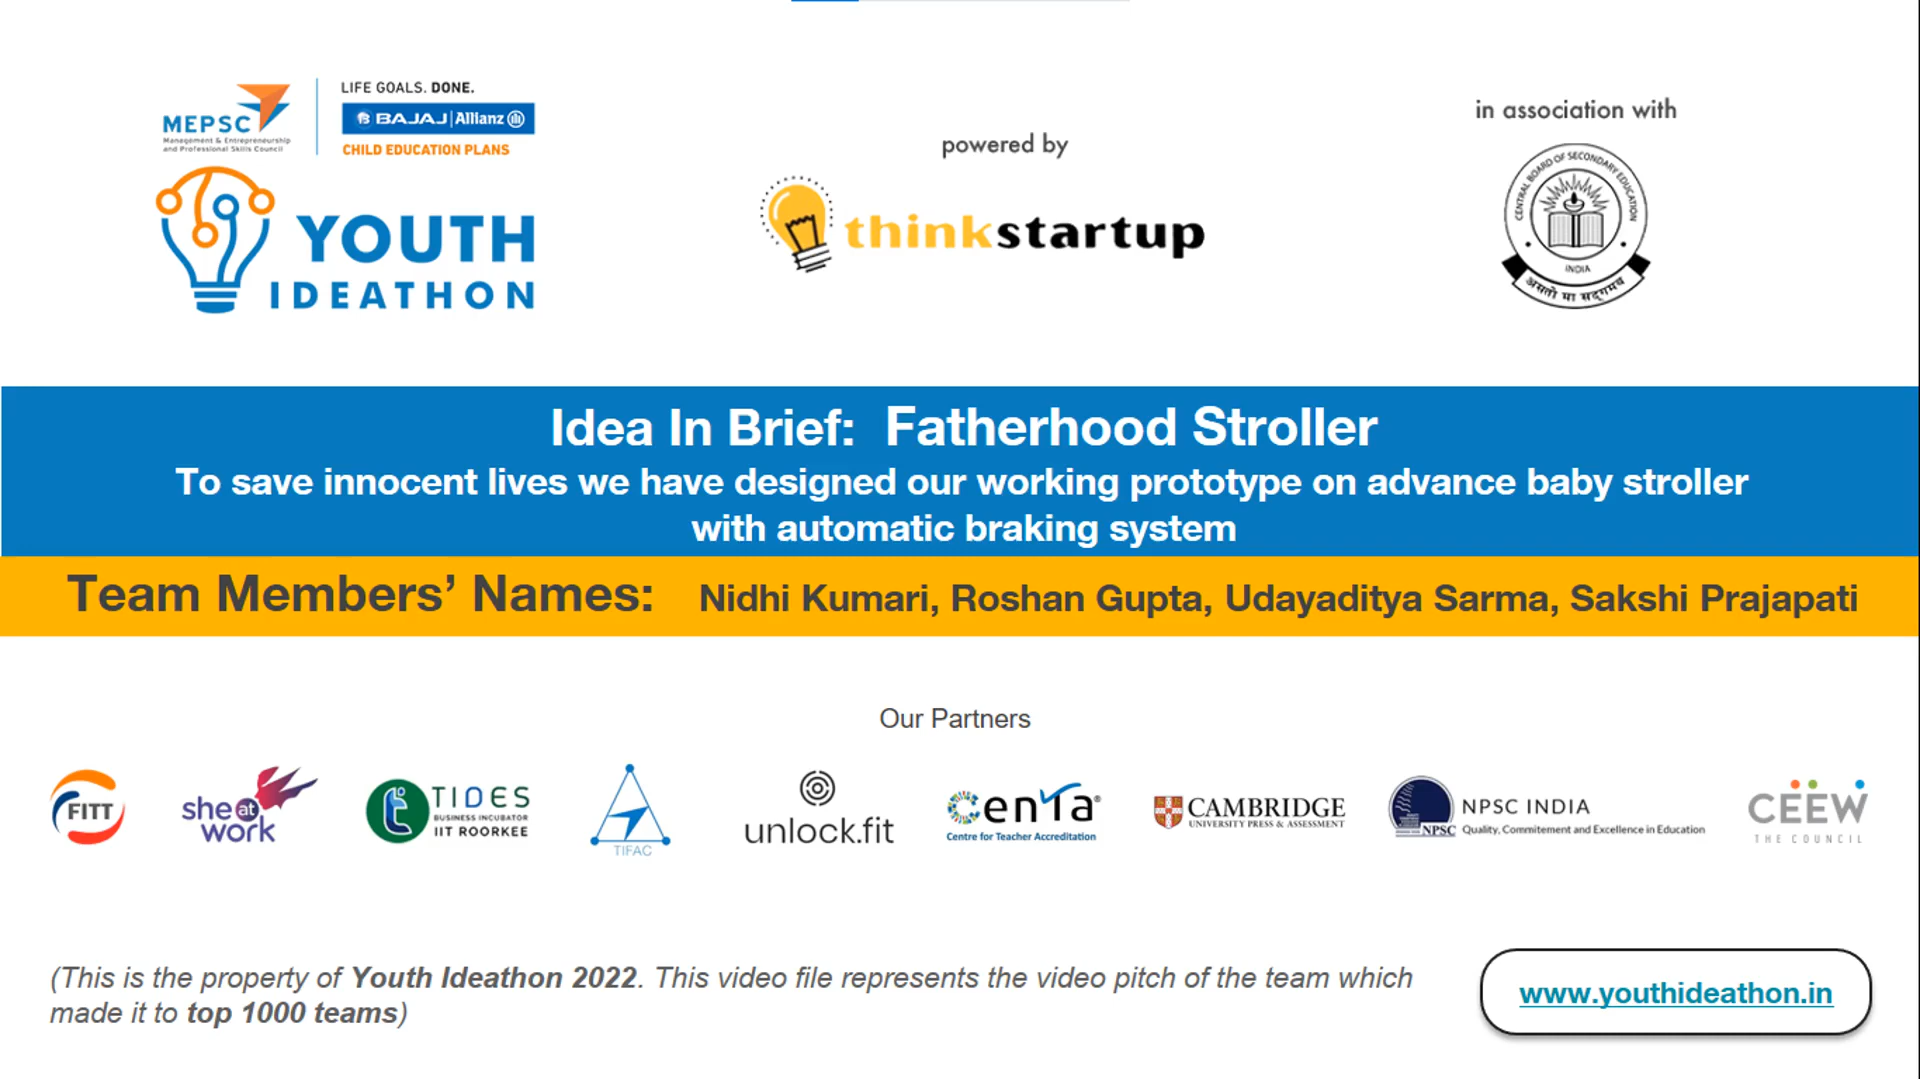 MEPSC
Management & Entrepreneurship
and Professional Skills Council
LIFE GOALS. DONE.
BAJAJ | Allianz
CHILD EDUCATION PLANS
YOUTH
IDEATHON
powered by
thinkstartup
in association with
CENTRAL BOARD OF SECONDARY EDUCATION
INDIA
असतो मा सद्गमय
Idea In Brief: Fatherhood Stroller
To save innocent lives we have designed our working prototype on advance baby stroller
with automatic braking system
Team Members’ Names: Nidhi Kumari, Roshan Gupta, Udayaditya Sarma, Sakshi Prajapati
Our Partners
FITT
she at
work
TIDES
BUSINESS INCUBATOR
IIT ROORKEE
TIFAC
unlock.fit
CENTA®
Centre for Teacher Accreditation
CAMBRIDGE
UNIVERSITY PRESS & ASSESSMENT
NPSC
NPSC INDIA
Quality, Commitement and Excellence in Education
CEEW
THE COUNCIL
(This is the property of Youth Ideathon 2022. This video file represents the video pitch of the team which
made it to top 1000 teams)
www.youthideathon.in